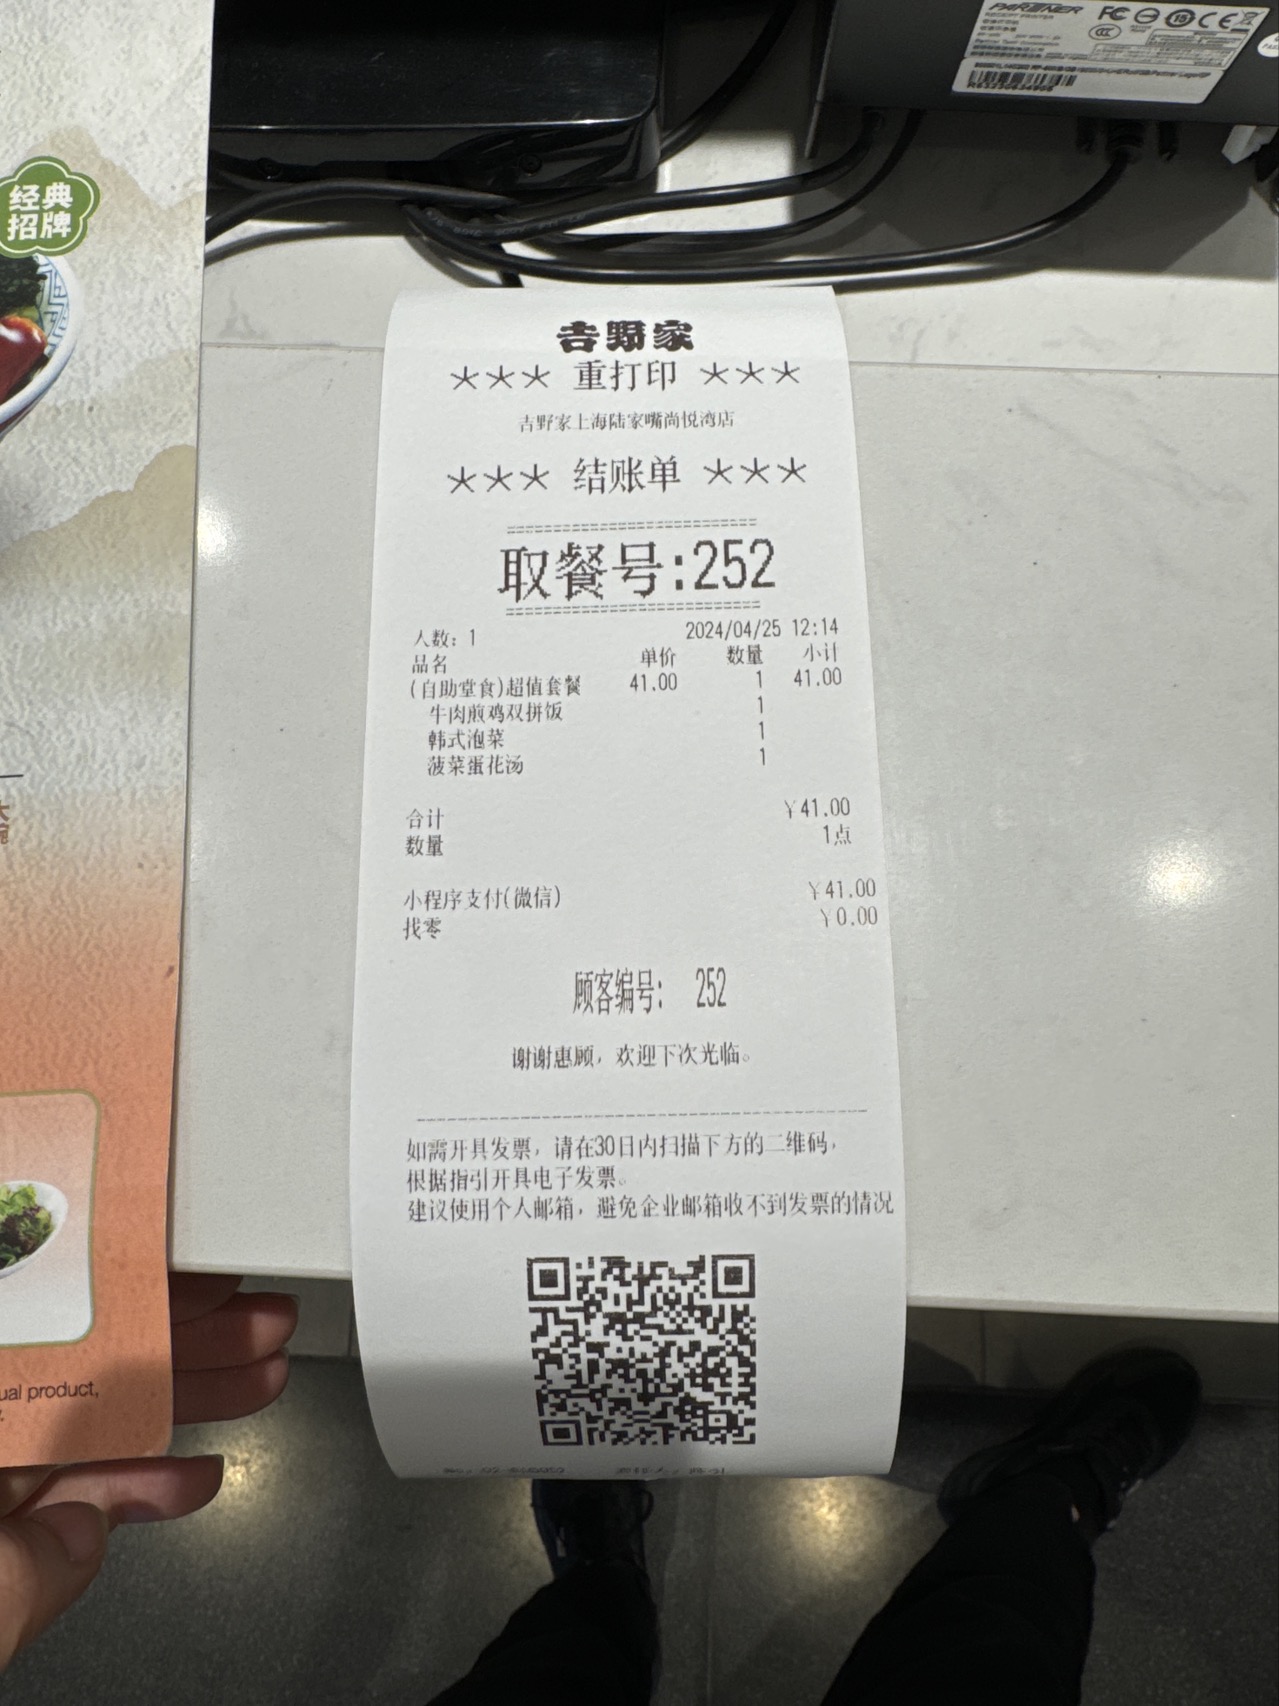 经典
招牌
PARTNER
RECEIPT PRINTER
吉野家
*** 重打印 ***
吉野家上海陆家嘴尚悦湾店
*** 结账单 ***
取餐号:252
人数: 1 2024/04/25 12:14
品名 单价 数量 小计
(自助堂食)超值套餐 41.00 1 41.00
牛肉煎鸡双拼饭 1
韩式泡菜 1
菠菜蛋花汤 1
合计 ¥41.00
数量 1点
小程序支付(微信) ¥41.00
找零 ¥0.00
顾客编号: 252
谢谢惠顾，欢迎下次光临。
如需开具发票，请在30日内扫描下方的二维码，
根据指引开具电子发票。
建议使用个人邮箱，避免企业邮箱收不到发票的情况
ual product,